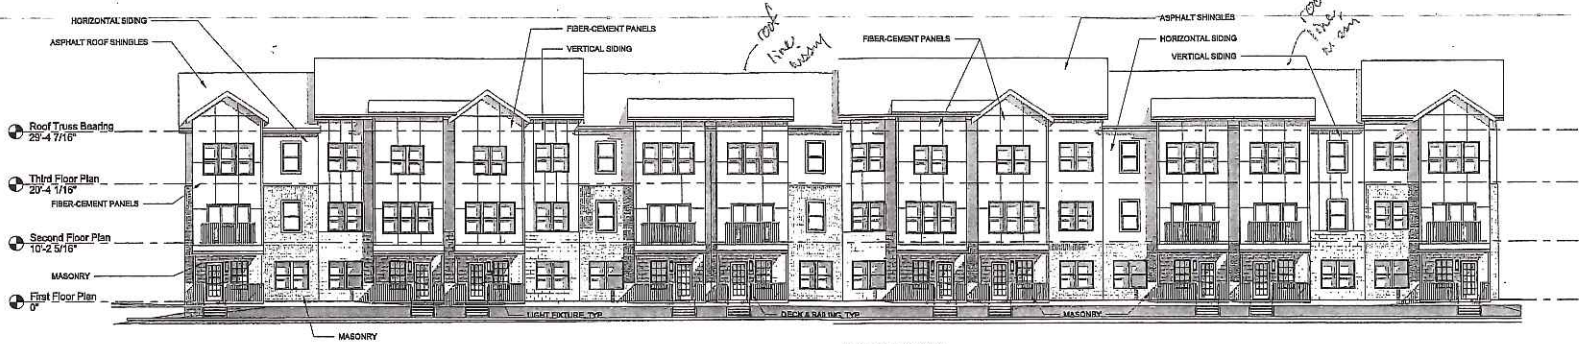 HORIZONTAL SIDING
ASPHALT ROOF SHINGLES
FIBER-CEMENT PANELS
VERTICAL SIDING
roof
line
FIBER-CEMENT PANELS
ASPHALT SHINGLES
HORIZONTAL SIDING
VERTICAL SIDING
line
Roof Truss Bearing
29'-4 7/16"
Third Floor Plan
20'-4 1/16"
FIBER-CEMENT PANELS
Second Floor Plan
10'-2 5/16"
MASONRY
First Floor Plan
0"
LIGHT FIXTURE, TYP.
DECK & RAILING, TYP.
MASONRY
MASONRY